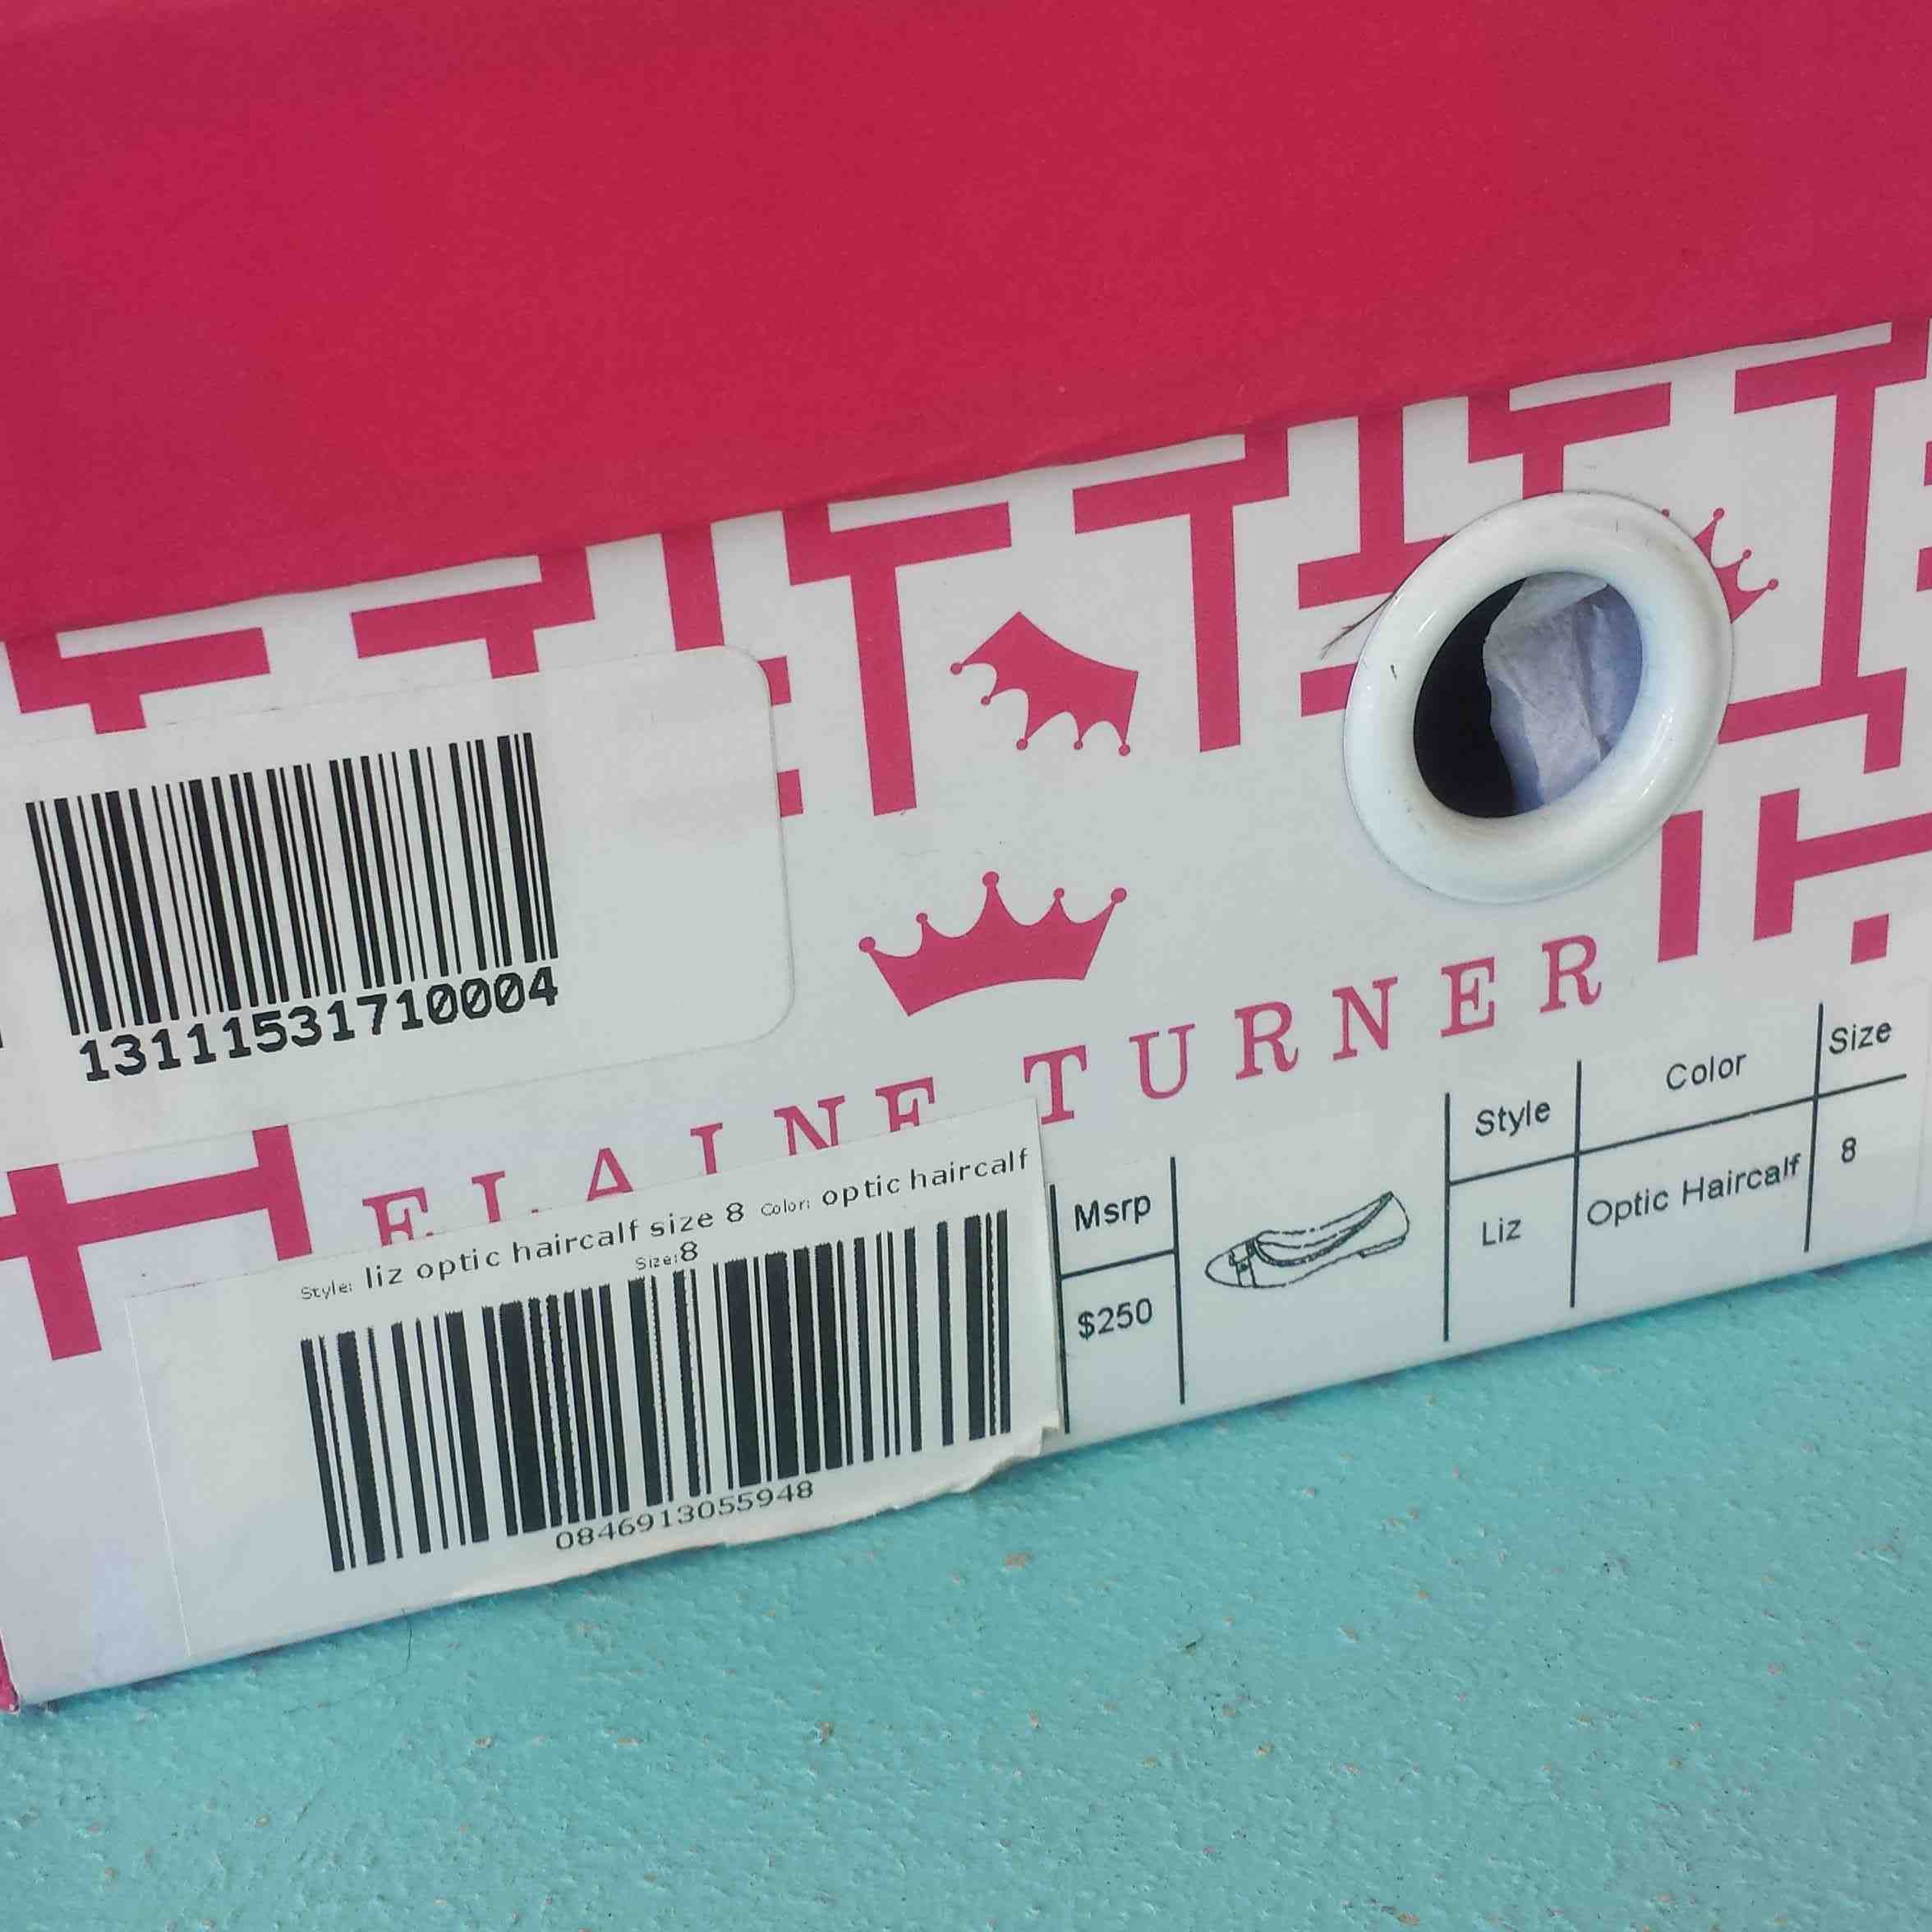 13111531710004
ELAINE TURNER
Style: liz optic haircalf size 8 Color: optic haircalf
Size: 8
0846913055948
Msrp Style Color Size
$250 Liz Optic Haircalf 8